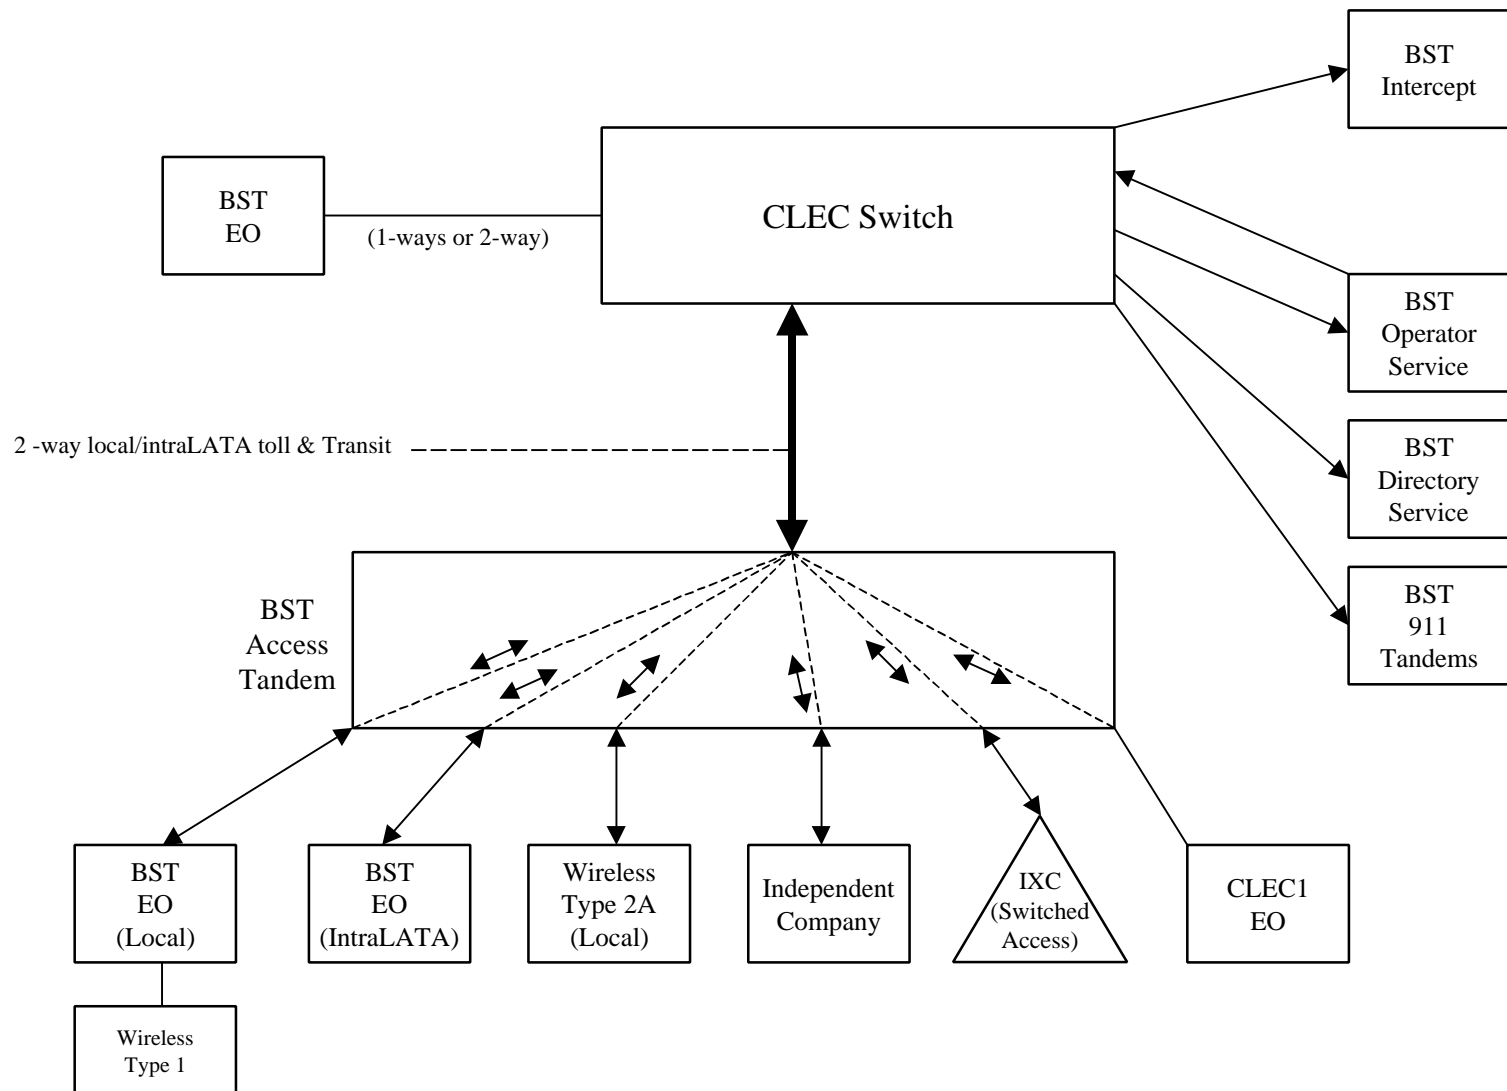 BST
Intercept
BST
EO
(1-ways or 2-way)
CLEC Switch
BST
Operator
Service
2 -way local/intraLATA toll & Transit
BST
Directory
Service
BST
Access
Tandem
BST
911
Tandems
BST
EO
(Local)
BST
EO
(IntraLATA)
Wireless
Type 2A
(Local)
Independent
Company
IXC
(Switched
Access)
CLEC1
EO
Wireless
Type 1